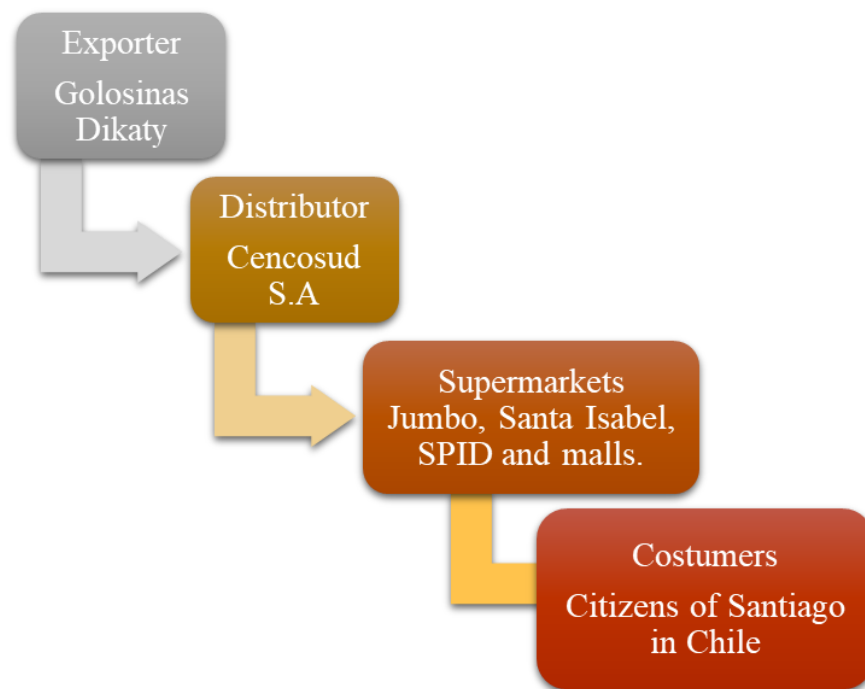 Exporter
Golosinas
Dikaty
Distributor
Cencosud
S.A
Supermarkets
Jumbo, Santa Isabel,
SPID and malls.
Costumers
Citizens of Santiago
in Chile